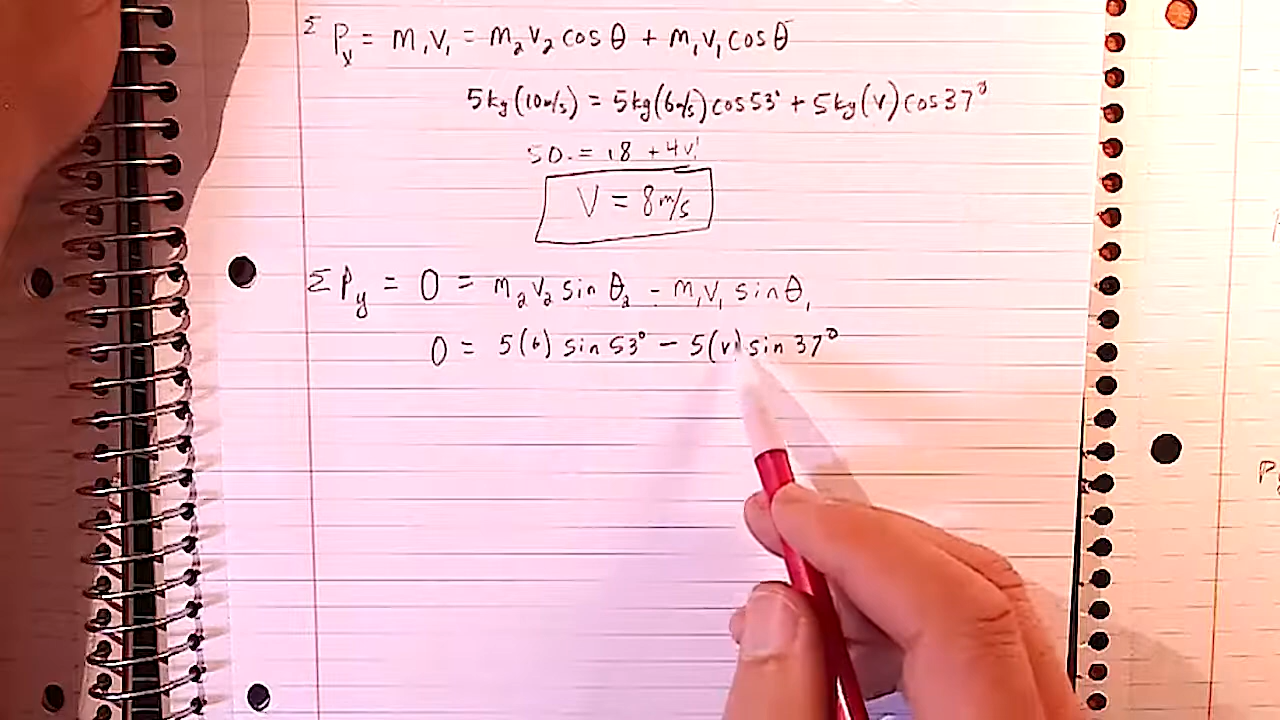 Σ Pₓ = m₁v₁ = m₂v₂ cos θ + m₁v₁ cos θ
5kg(10m/s) = 5kg(6m/s) cos 53° + 5kg(v) cos 37°
50 = 18 + 4v
V = 8 m/s
Σ Py = 0 = m₂v₂ sin θ₂ - m₁v₁ sin θ₁
0 = 5(6) sin 53° - 5(v) sin 37°